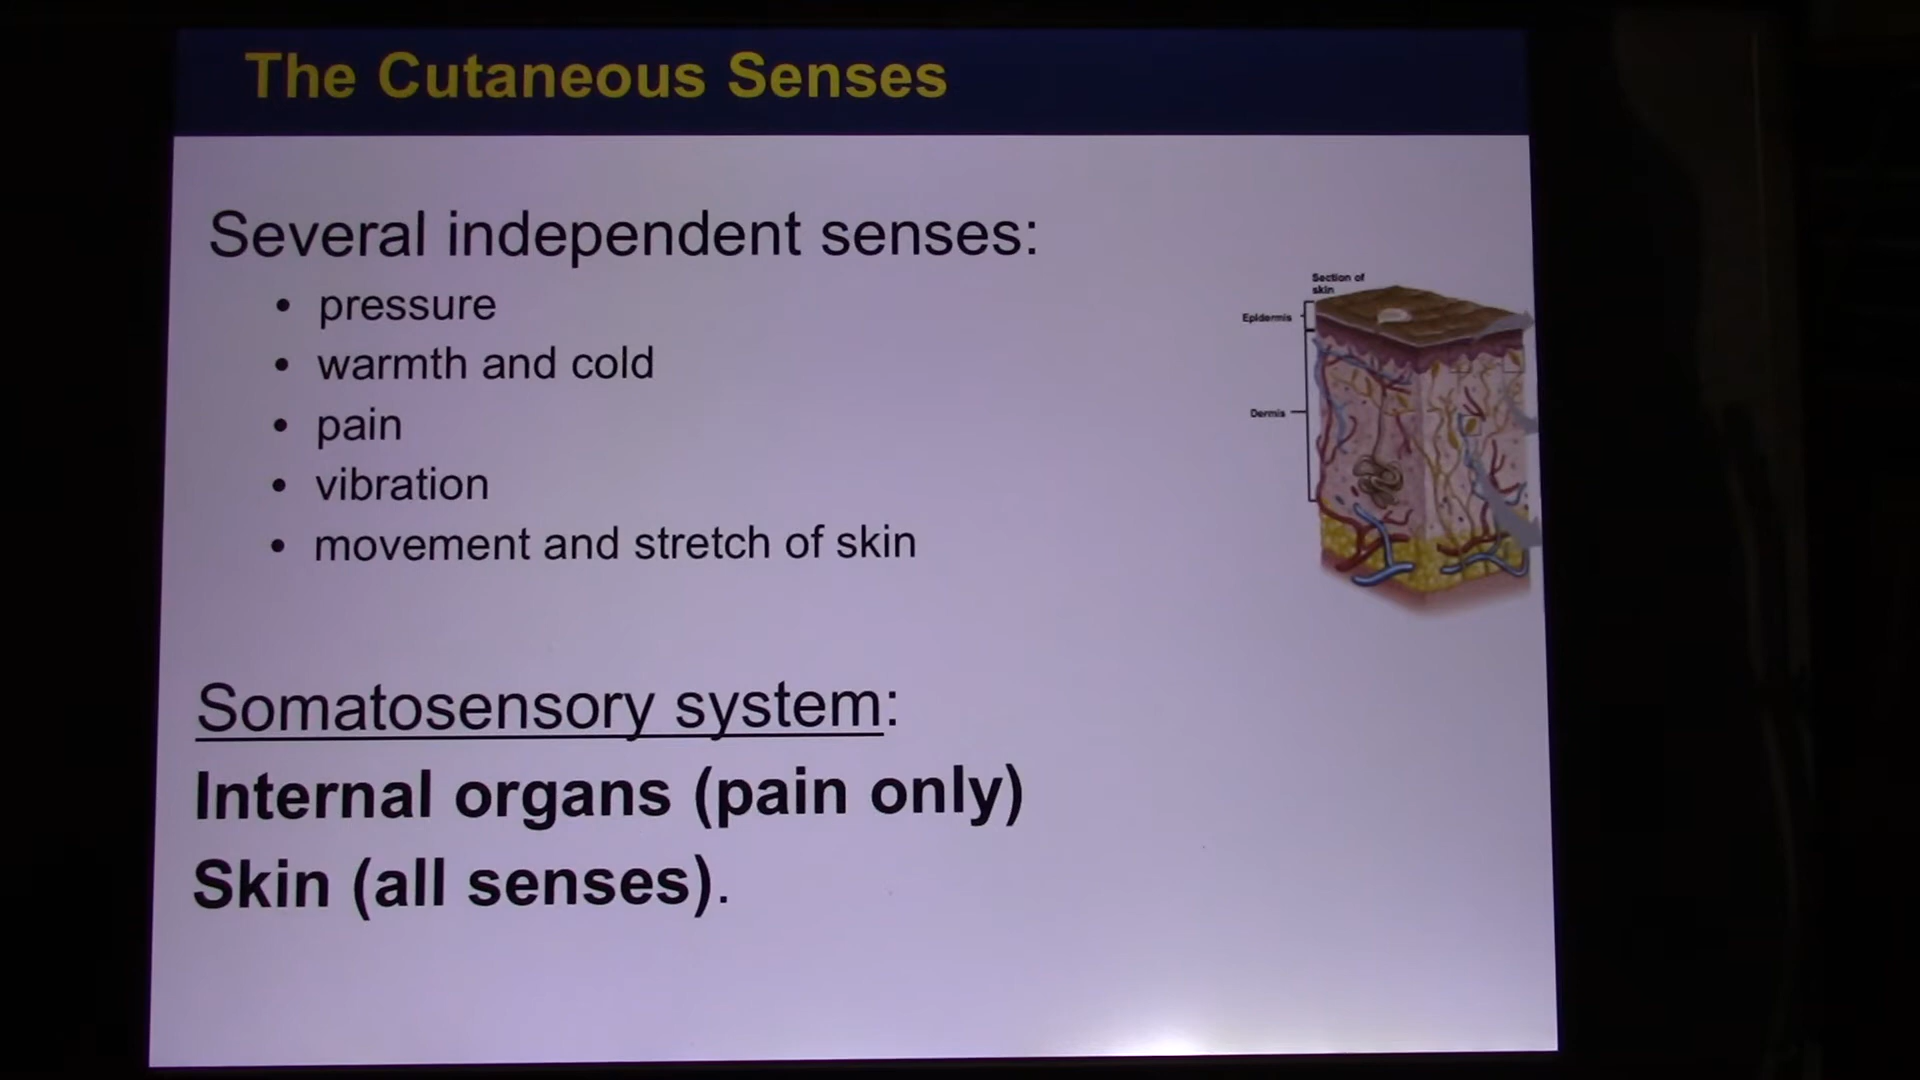 The Cutaneous Senses
Several independent senses:
• pressure
• warmth and cold
• pain
• vibration
• movement and stretch of skin
Section of
skin
Epidermis
Dermis
Somatosensory system:
Internal organs (pain only)
Skin (all senses).